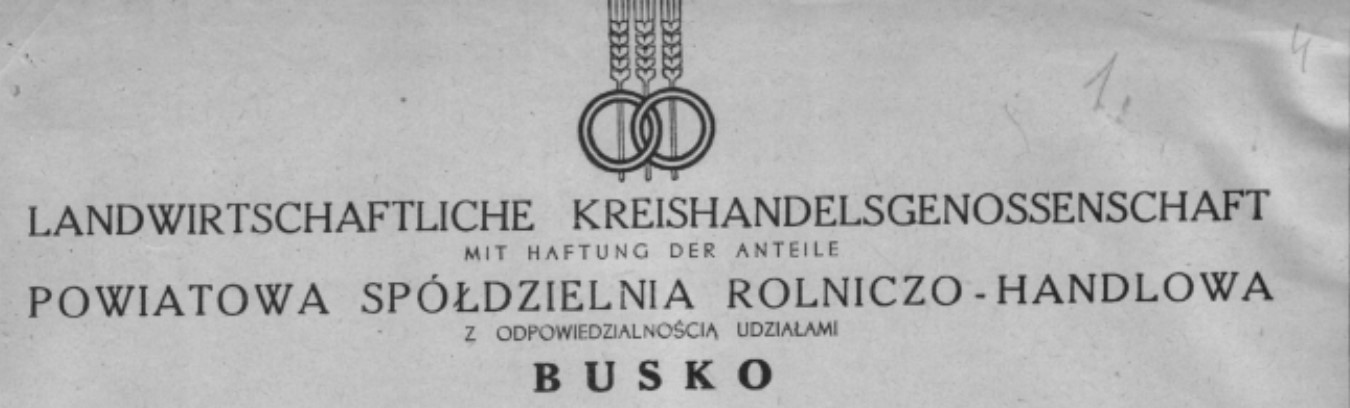 4
1.
LANDWIRTSCHAFTLICHE KREISHANDELSGENOSSENSCHAFT
MIT HAFTUNG DER ANTEILE
POWIATOWA SPÓŁDZIELNIA ROLNICZO-HANDLOWA
Z ODPOWIEDZIALNOŚCIĄ UDZIAŁAMI
BUSKO